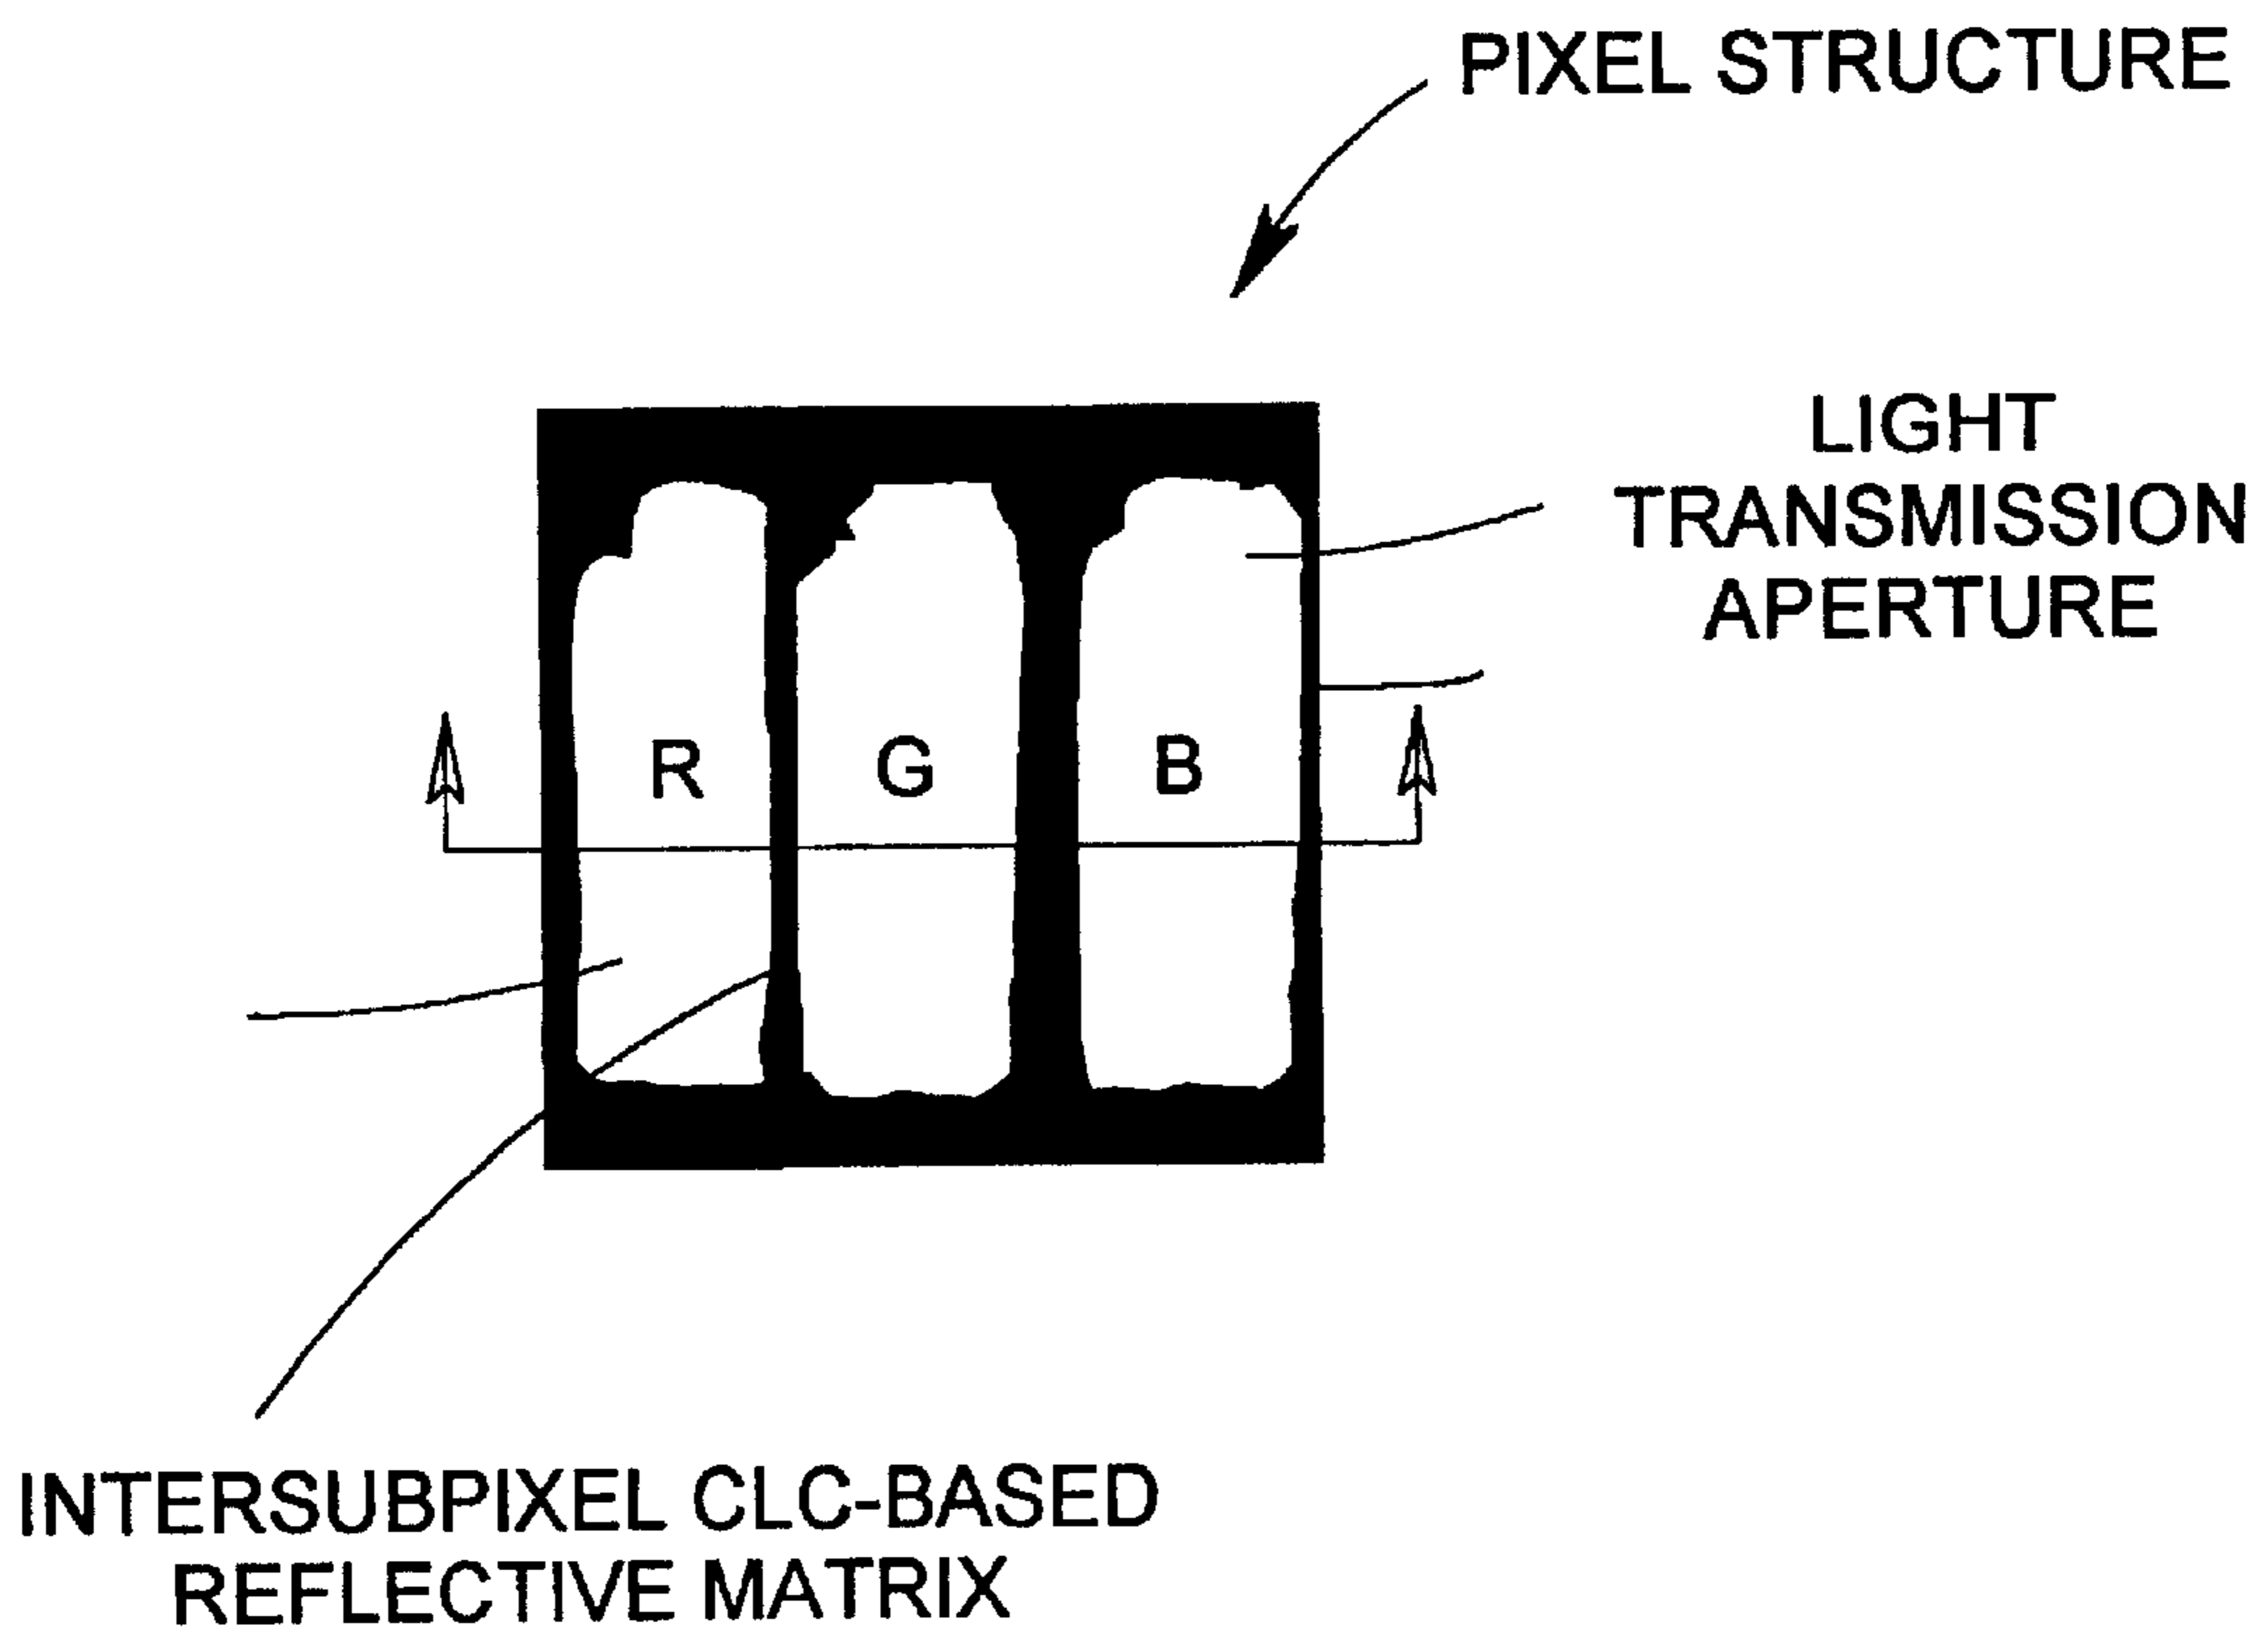 PIXEL STRUCTURE
LIGHT
TRANSMISSION
APERTURE
R G B
INTERSUBPIXEL CLC-BASED
REFLECTIVE MATRIX